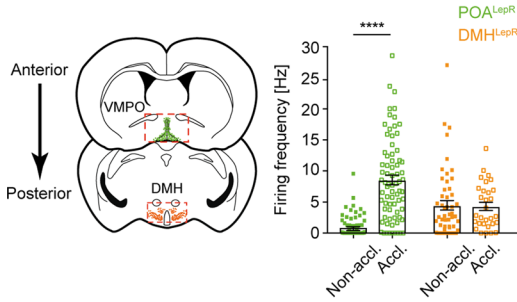 Anterior
Posterior
VMPO
DMH
POA^LepR
DMH^LepR
****
Firing frequency [Hz]
30
25
20
15
10
5
0
Non-accl.
Accl.
Non-accl.
Accl.